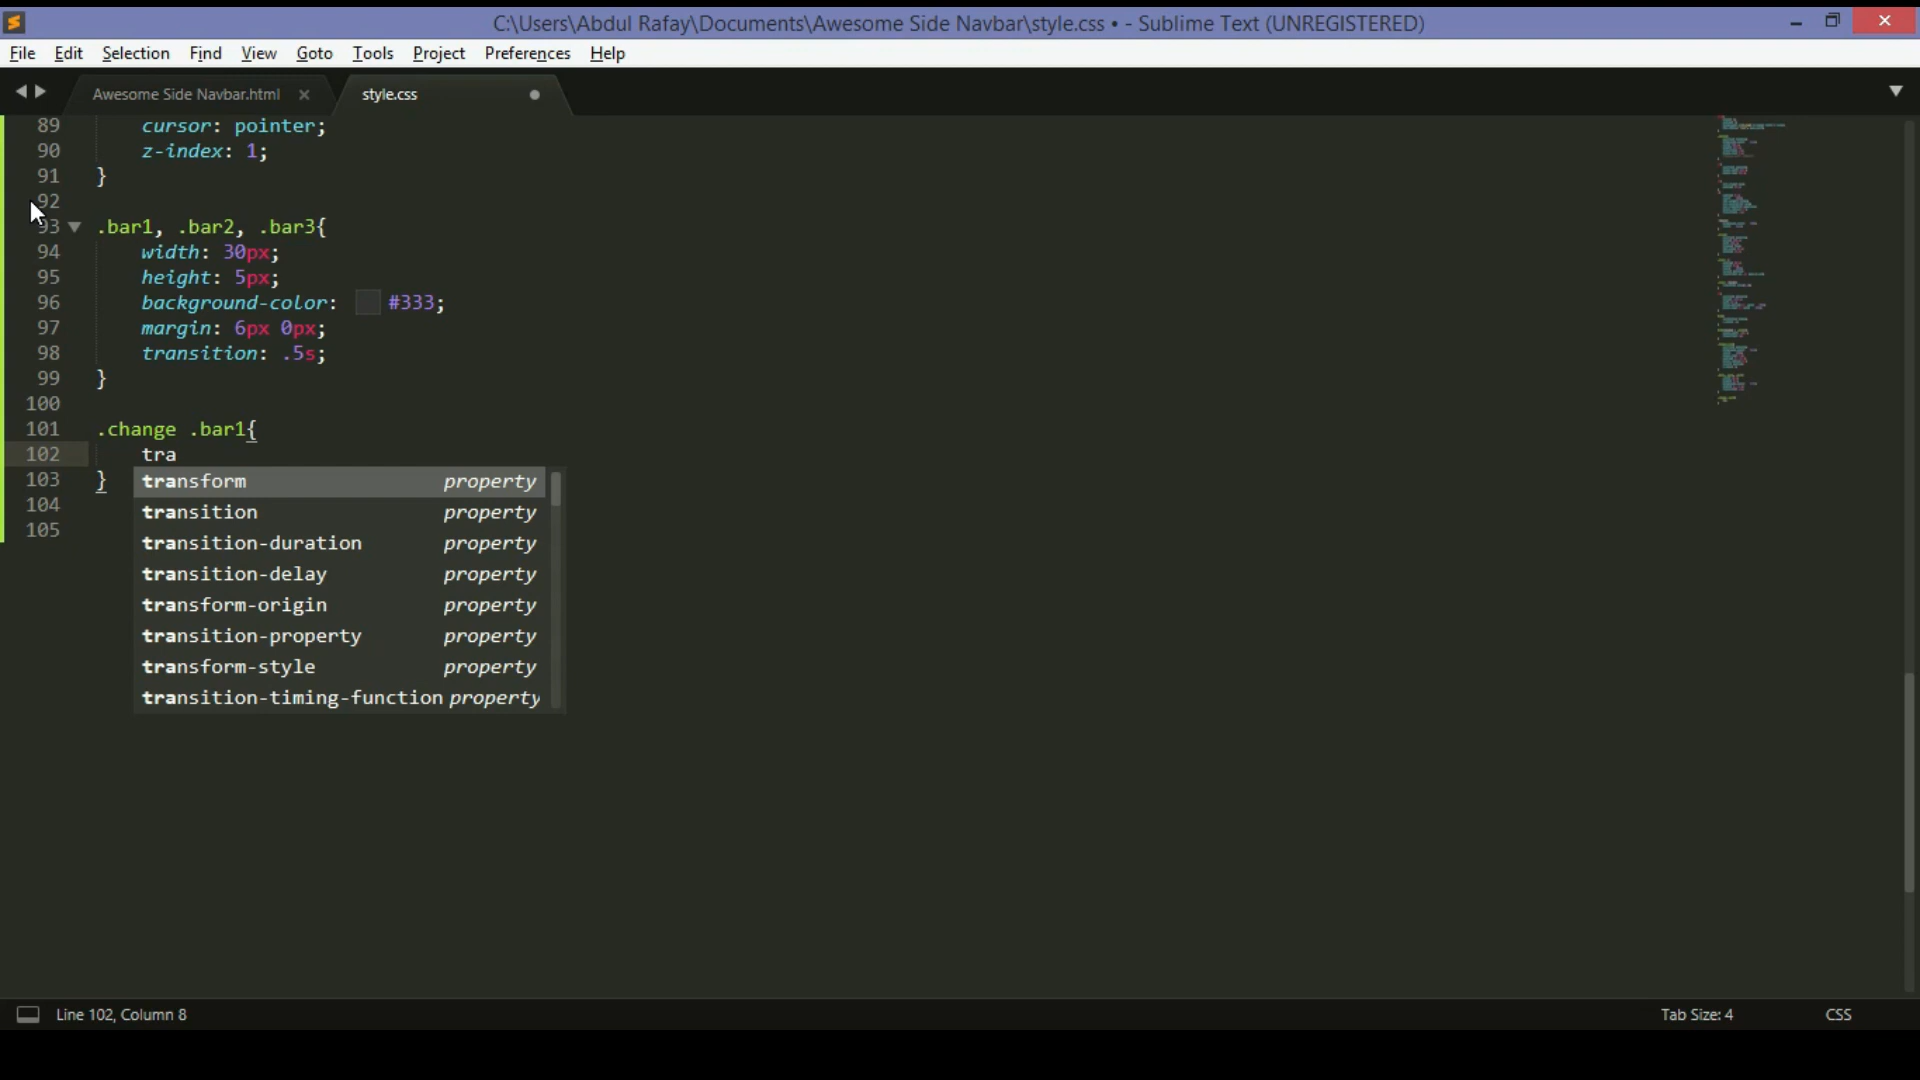 C:\Users\Abdul Rafay\Documents\Awesome Side Navbar\style.css • - Sublime Text (UNREGISTERED)
File Edit Selection Find View Goto Tools Project Preferences Help
Awesome Side Navbar.html style.css
89 cursor: pointer;
90 z-index: 1;
91 }
92
93 .bar1, .bar2, .bar3{
94 width: 30px;
95 height: 5px;
96 background-color: #333;
97 margin: 6px 0px;
98 transition: .5s;
99 }
100
101 .change .bar1{
102 tra
103 }
transform property
104
transition property
105
transition-duration property
transition-delay property
transform-origin property
transition-property property
transform-style property
transition-timing-function property
Line 102, Column 8 Tab Size: 4 CSS